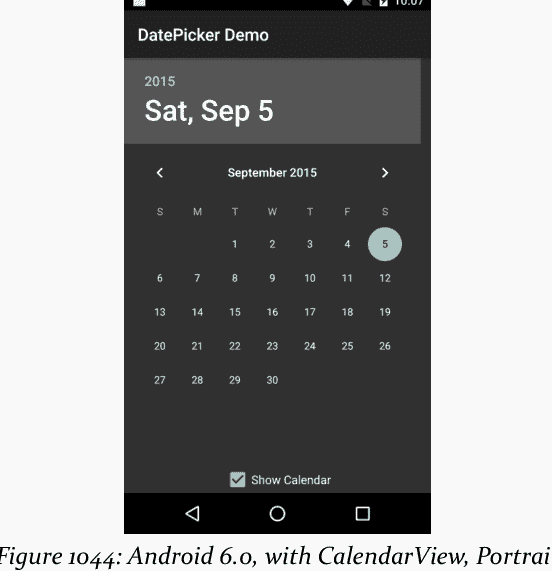 10:07
DatePicker Demo
2015
Sat, Sep 5
September 2015
S M T W T F S
1 2 3 4 5
6 7 8 9 10 11 12
13 14 15 16 17 18 19
20 21 22 23 24 25 26
27 28 29 30
Show Calendar
Figure 1044: Android 6.0, with CalendarView, Portrai